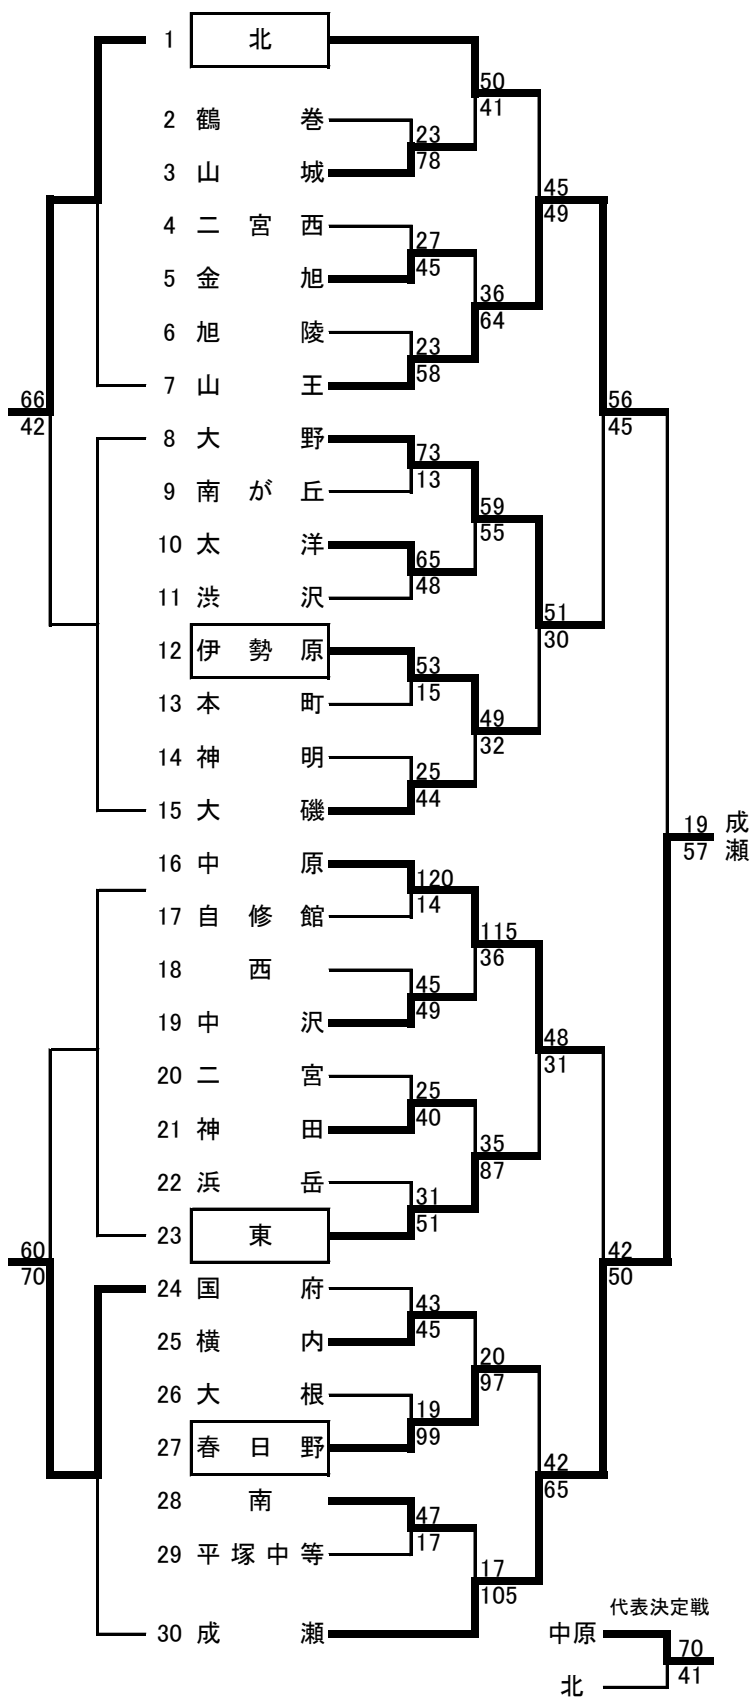 1 北
50
41
2 鶴巻
23
3 山城
78
45
49
4 二宮西
27
5 金旭
45
36
64
6 旭陵
23
7 山王
58
66
42
56
45
8 大野
73
9 南が丘
13
59
55
10 太洋
65
11 渋沢
48
51
30
12 伊勢原
53
13 本町
15
49
32
14 神明
25
15 大磯
44
19
57
成瀬
16 中原
120
17 自修館
14
115
36
18 西
45
19 中沢
49
48
31
20 二宮
25
21 神田
40
35
87
22 浜岳
31
23 東
51
60
70
42
50
24 国府
43
25 横内
45
20
97
26 大根
19
27 春日野
99
42
65
28 南
47
29 平塚中等
17
17
105
30 成瀬
代表決定戦
中原
70
41
北